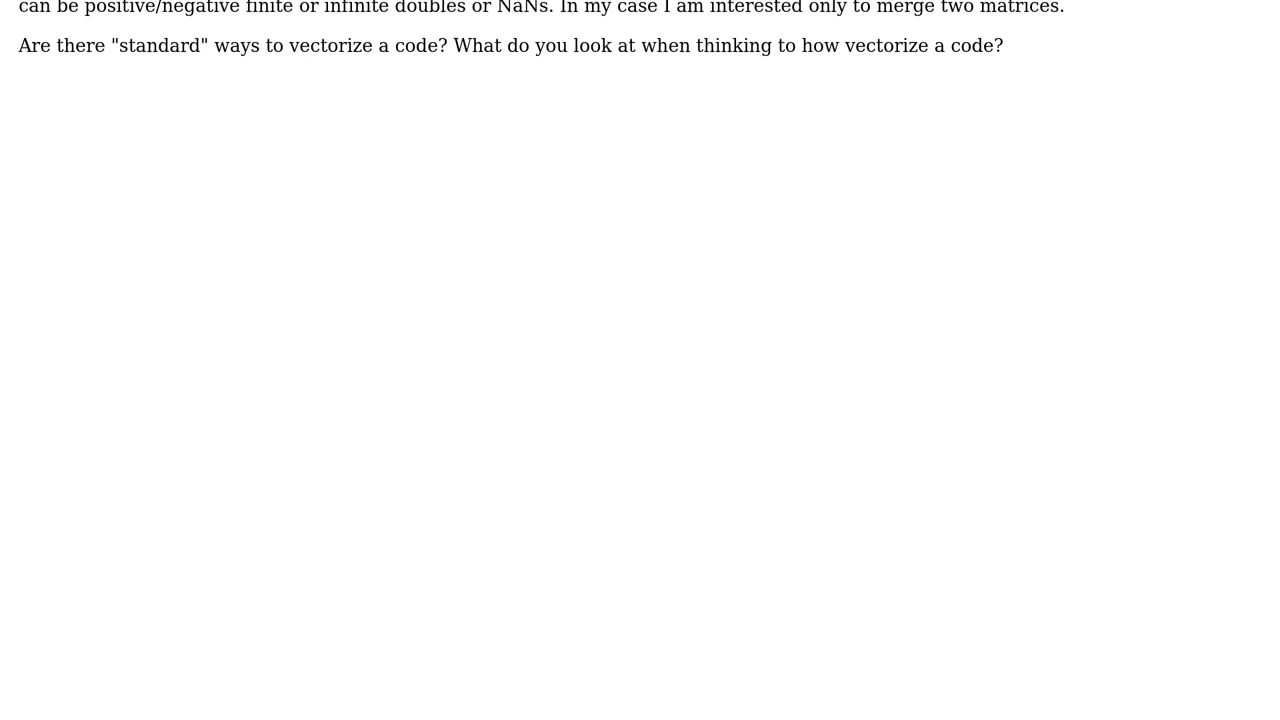 can be positive/negative finite or infinite doubles or NaNs. In my case I am interested only to merge two matrices.
Are there "standard" ways to vectorize a code? What do you look at when thinking to how vectorize a code?